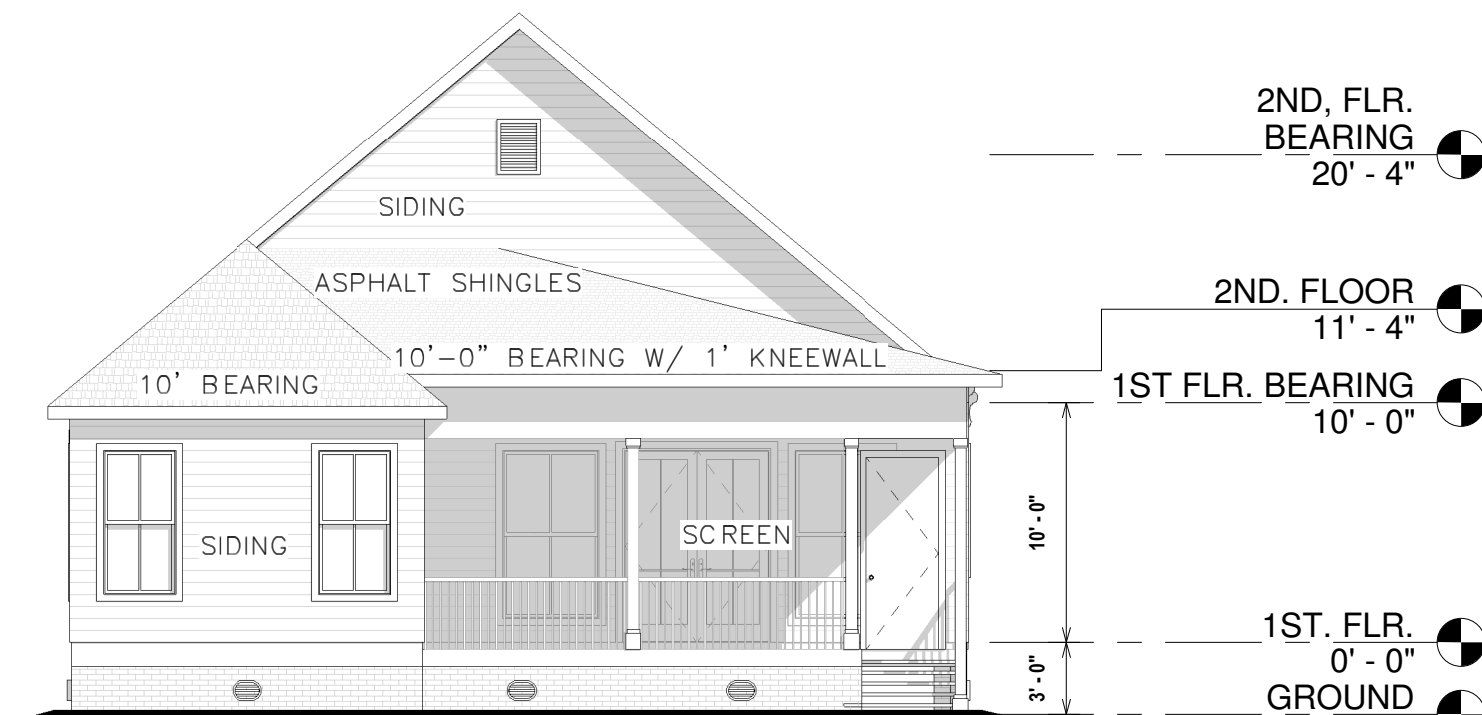 2ND, FLR.
BEARING
20' - 4"
SIDING
ASPHALT SHINGLES
2ND. FLOOR
11' - 4"
10'-0" BEARING W/ 1' KNEEWALL
10' BEARING
1ST FLR. BEARING
10' - 0"
SIDING
SCREEN
10' - 0"
1ST. FLR.
0' - 0"
3' - 0"
GROUND